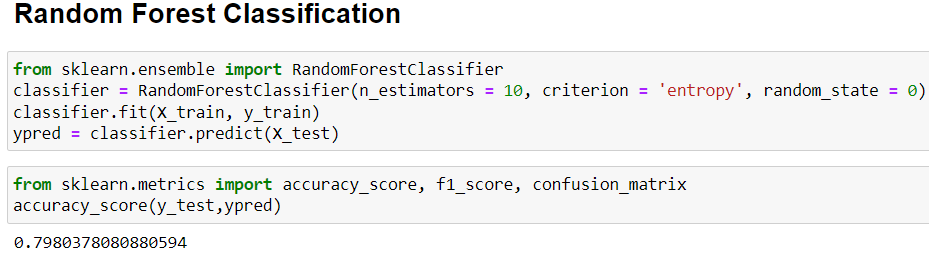 Random Forest Classification
from sklearn.ensemble import RandomForestClassifier
classifier = RandomForestClassifier(n_estimators = 10, criterion = 'entropy', random_state = 0)
classifier.fit(X_train, y_train)
ypred = classifier.predict(X_test)
from sklearn.metrics import accuracy_score, f1_score, confusion_matrix
accuracy_score(y_test,ypred)
0.7980378080880594